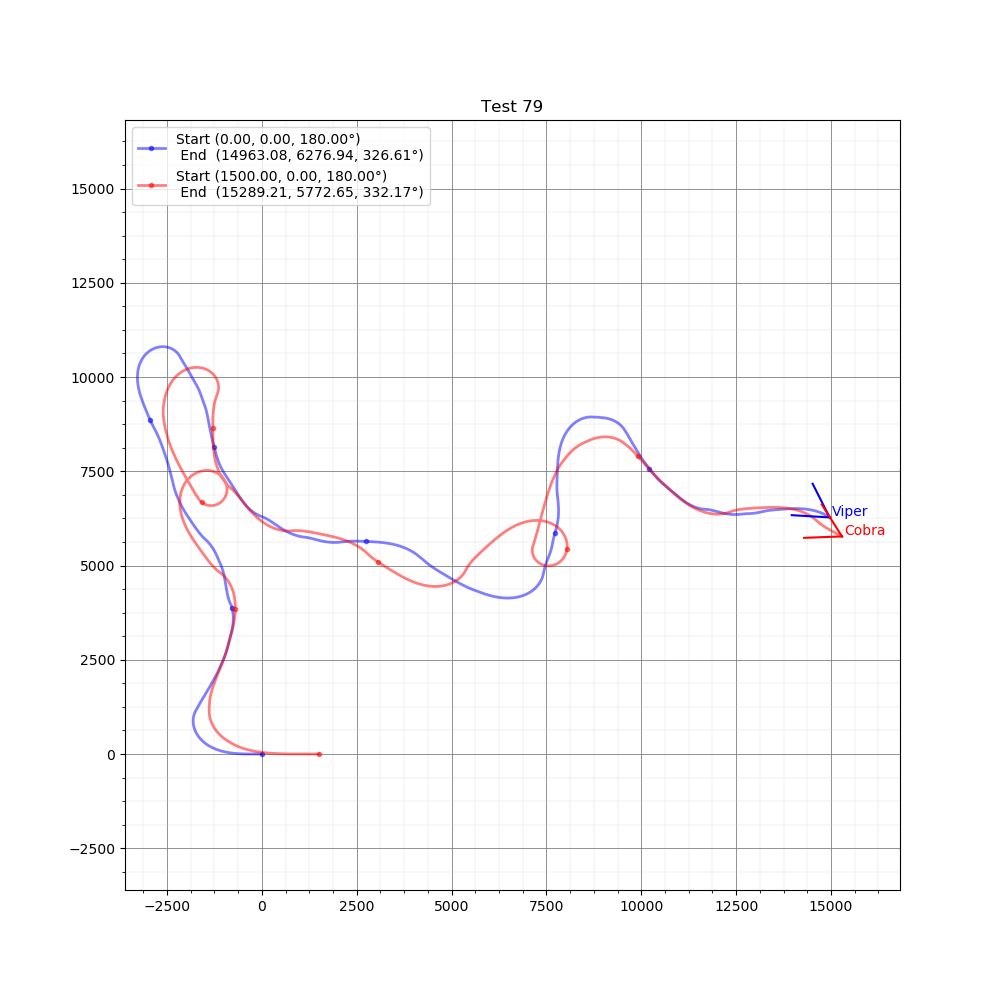 Test 79
Start (0.00, 0.00, 180.00°)
End (14963.08, 6276.94, 326.61°)
Start (1500.00, 0.00, 180.00°)
End (15289.21, 5772.65, 332.17°)
15000
12500
10000
7500
5000
2500
0
−2500
Viper
Cobra
−2500 0 2500 5000 7500 10000 12500 15000